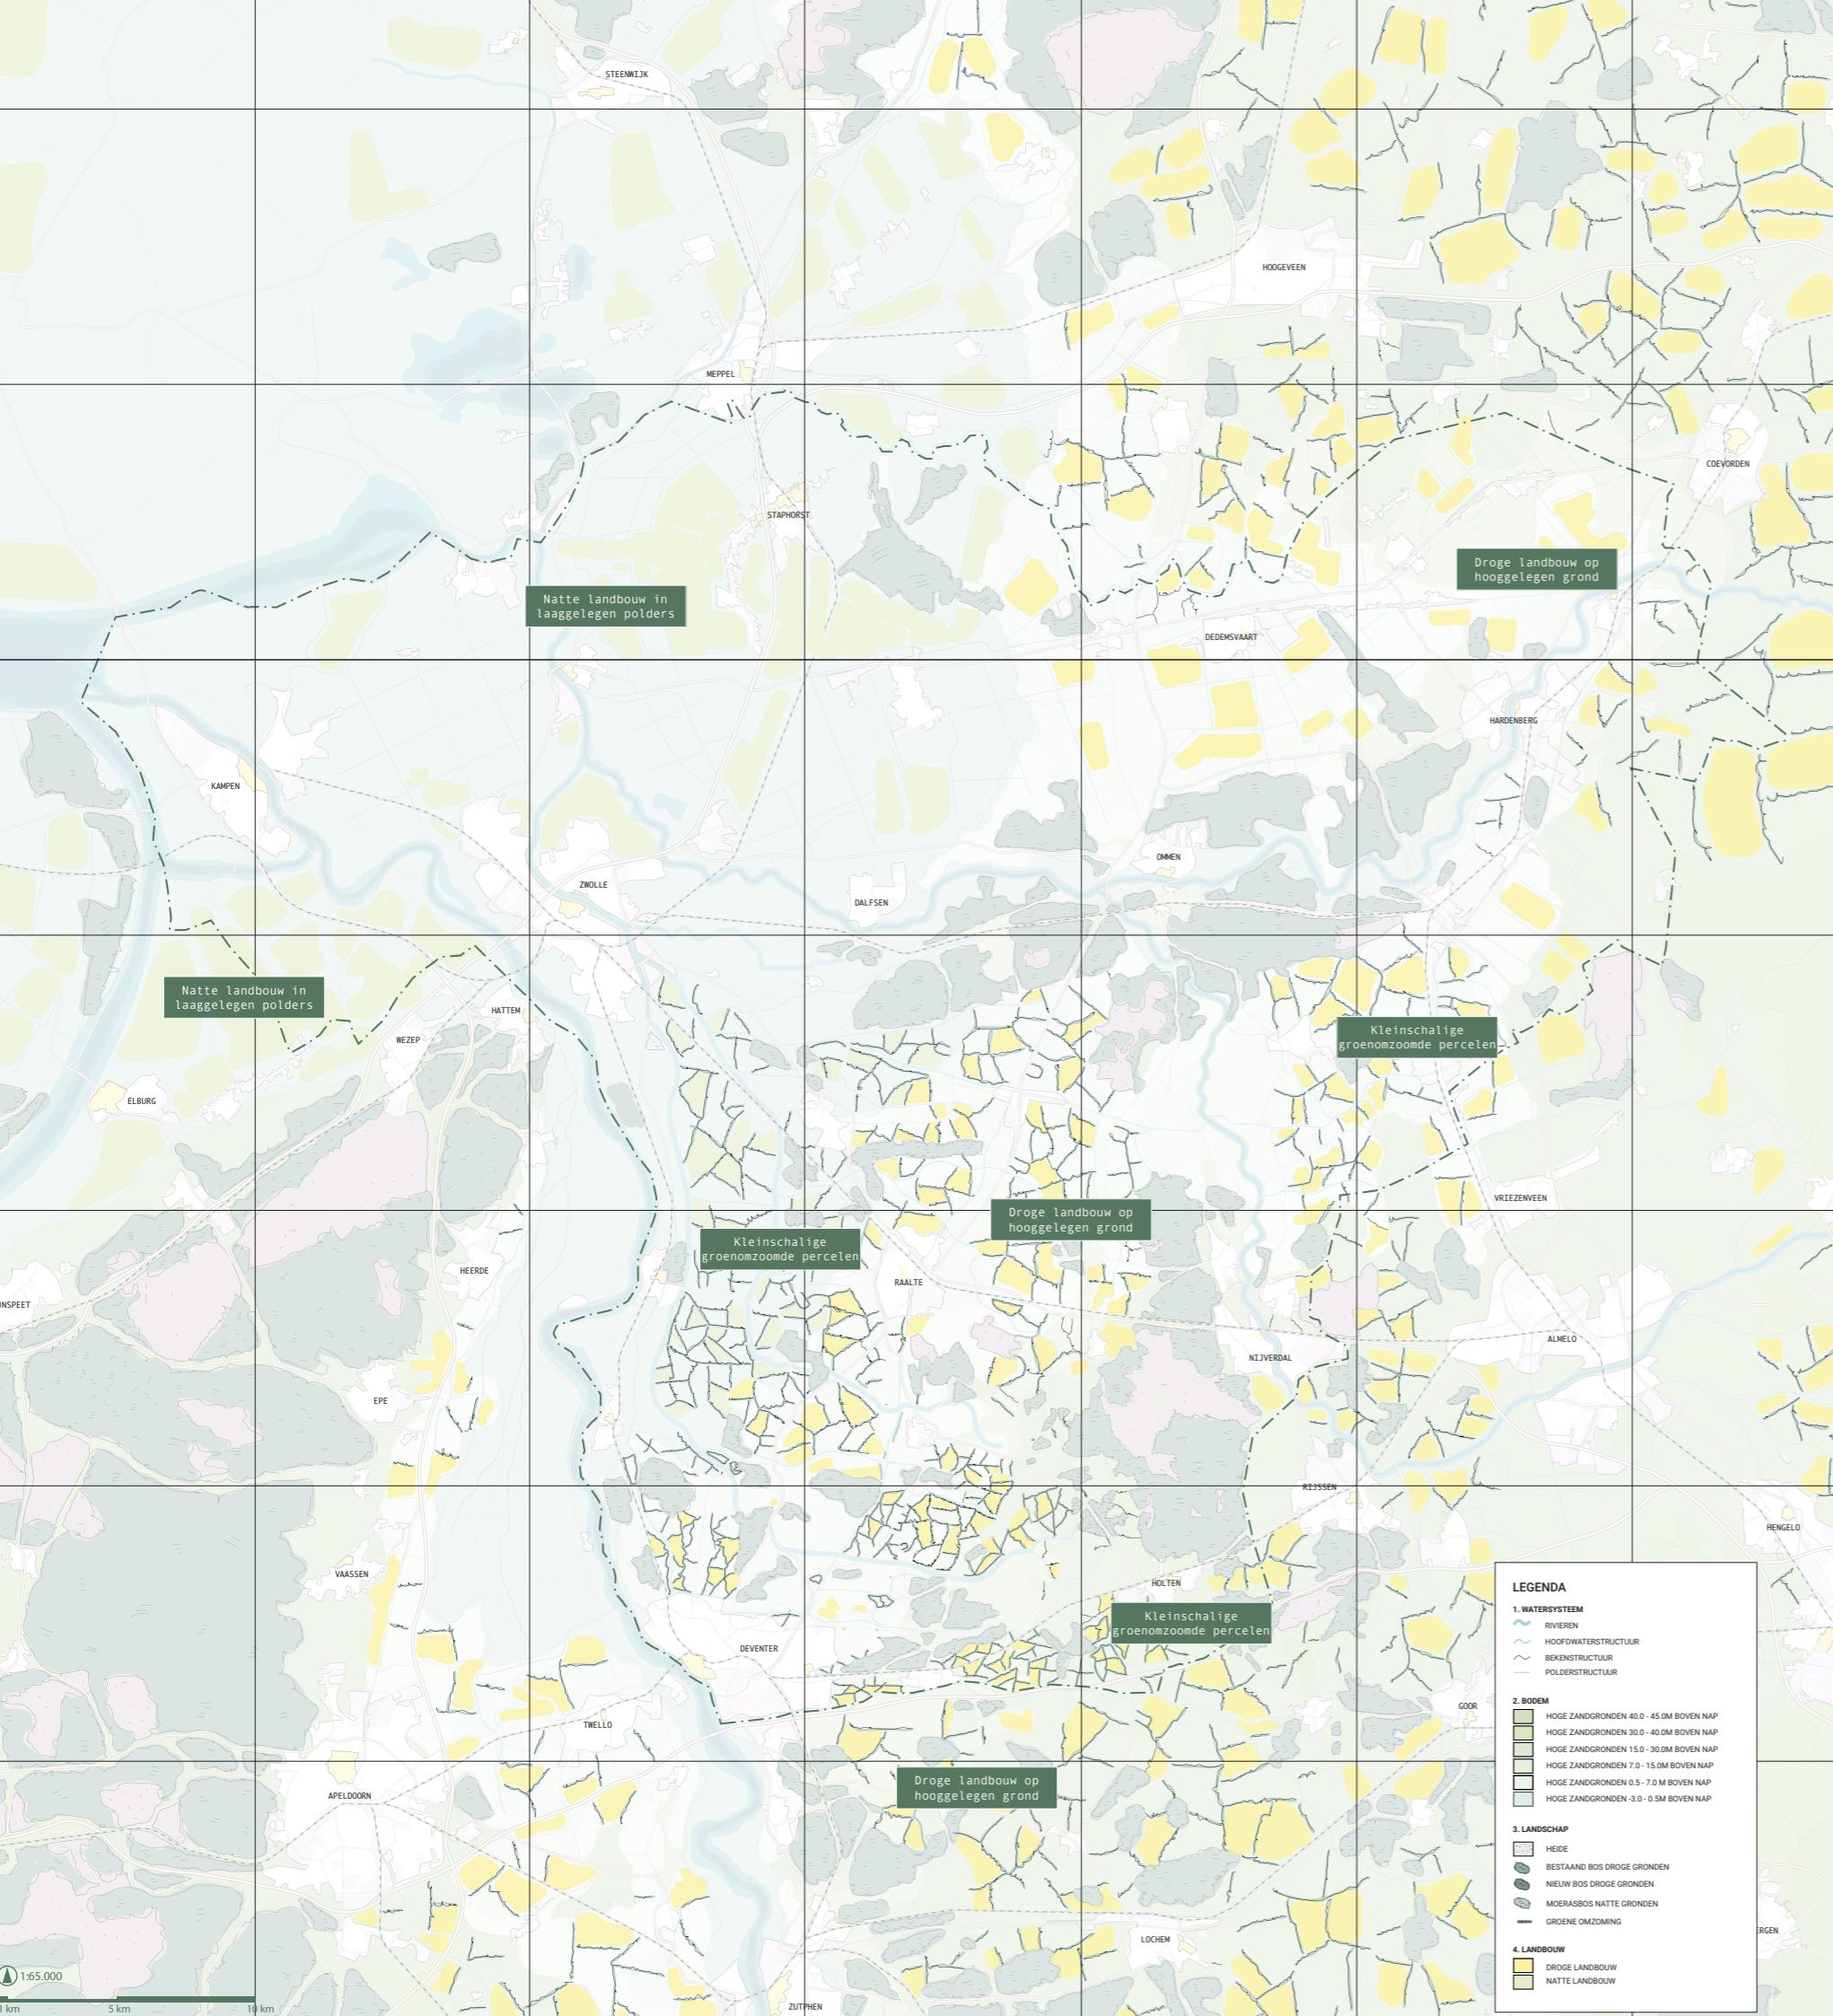 STEENWIJK
HOOGEVEEN
MEPPEL
COEVORDEN
STAPHORST
Droge landbouw op
hooggelegen grond
Natte landbouw in
laaggelegen polders
DEDEMSVAART
HARDENBERG
KAMPEN
OMMEN
ZWOLLE
DALFSEN
Natte landbouw in
laaggelegen polders
HATTEM
WEZEP
Kleinschalige
groenomzoomde percelen
ELBURG
VRIEZENVEEN
Droge landbouw op
hooggelegen grond
Kleinschalige
groenomzoomde percelen
HEERDE
RAALTE
NSPEET
ALMELO
NIJVERDAL
EPE
RIJSSEN
HENGELO
VAASSEN
HOLTEN
Kleinschalige
groenomzoomde percelen
DEVENTER
GOOR
TWELLO
Droge landbouw op
hooggelegen grond
APELDOORN
LOCHEM
ERGEN
ZUTPHEN
1:65.000
1 km
5 km
10 km
LEGENDA
1. WATERSYSTEEM
RIVIEREN
HOOFDWATERSTRUCTUUR
BEKENSTRUCTUUR
POLDERSTRUCTUUR
2. BODEM
HOGE ZANDGRONDEN 40.0 - 45.0M BOVEN NAP
HOGE ZANDGRONDEN 30.0 - 40.0M BOVEN NAP
HOGE ZANDGRONDEN 15.0 - 30.0M BOVEN NAP
HOGE ZANDGRONDEN 7.0 - 15.0M BOVEN NAP
HOGE ZANDGRONDEN 0.5 - 7.0 M BOVEN NAP
HOGE ZANDGRONDEN -3.0 - 0.5M BOVEN NAP
3. LANDSCHAP
HEIDE
BESTAAND BOS DROGE GRONDEN
NIEUW BOS DROGE GRONDEN
MOERASBOS NATTE GRONDEN
GROENE OMZOMING
4. LANDBOUW
DROGE LANDBOUW
NATTE LANDBOUW